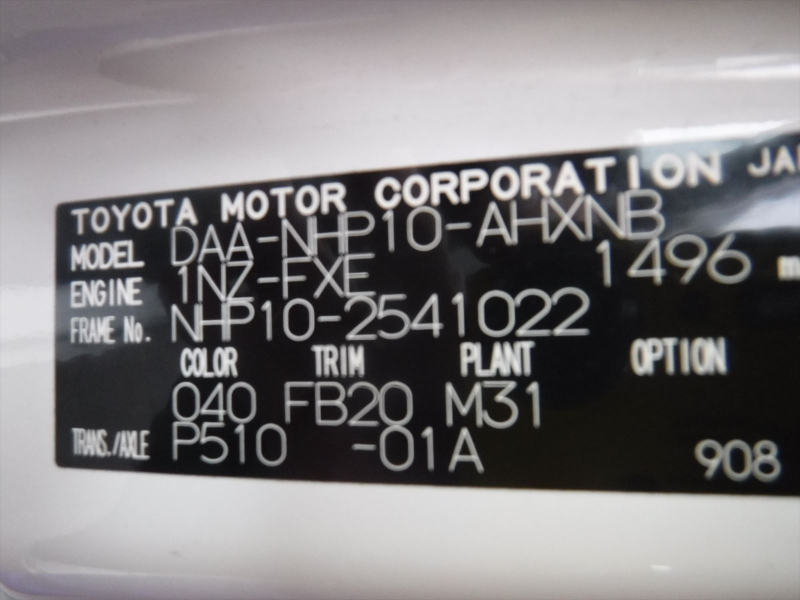 TOYOTA MOTOR CORPORATION JA
MODEL DAA-NHP10-AHXNB
ENGINE 1NZ-FXE 1496 m
FRAME No. NHP10-2541022
COLOR TRIM PLANT OPTION
040 FB20 M31
TRANS./AXLE P510 -01A 908